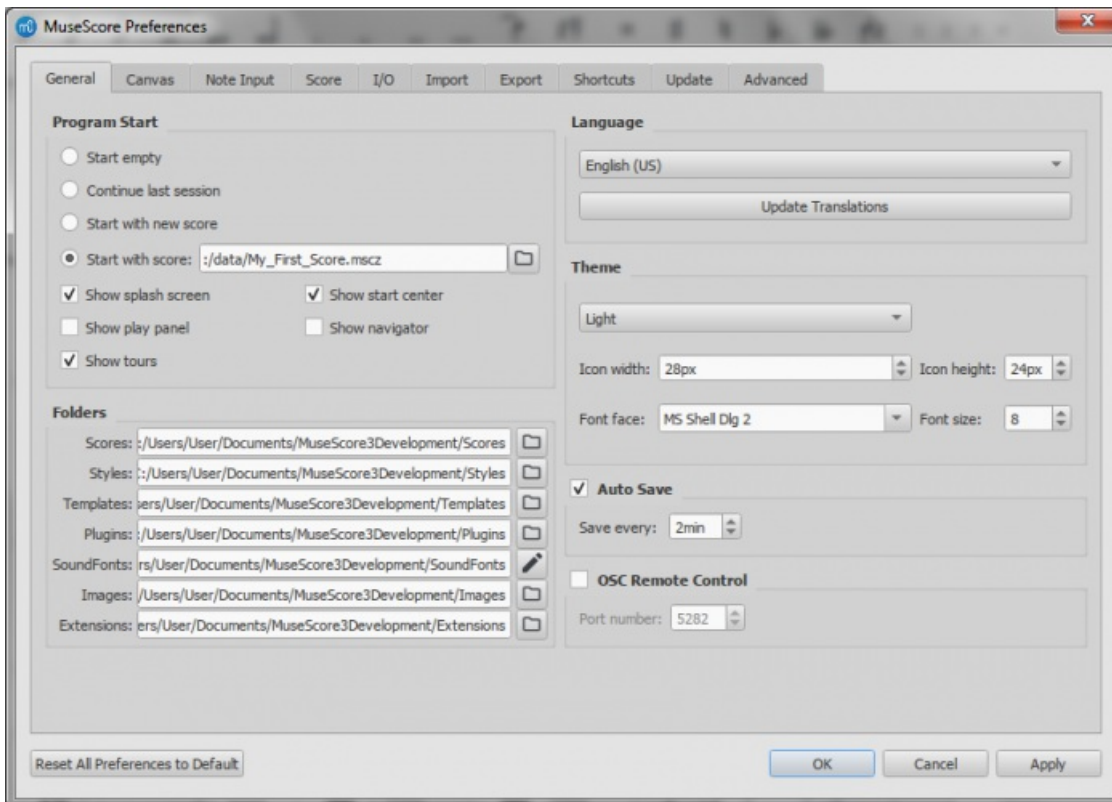 MuseScore Preferences
General Canvas Note Input Score I/O Import Export Shortcuts Update Advanced
Program Start
Start empty
Continue last session
Start with new score
Start with score: :/data/My_First_Score.mscz
Show splash screen Show start center
Show play panel Show navigator
Show tours
Folders
Scores: :/Users/User/Documents/MuseScore3Development/Scores
Styles: :/Users/User/Documents/MuseScore3Development/Styles
Templates: sers/User/Documents/MuseScore3Development/Templates
Plugins: :/Users/User/Documents/MuseScore3Development/Plugins
SoundFonts: rs/User/Documents/MuseScore3Development/SoundFonts
Images: /Users/User/Documents/MuseScore3Development/Images
Extensions: ers/User/Documents/MuseScore3Development/Extensions
Language
English (US)
Update Translations
Theme
Light
Icon width: 28px Icon height: 24px
Font face: MS Shell Dlg 2 Font size: 8
Auto Save
Save every: 2min
OSC Remote Control
Port number: 5282
Reset All Preferences to Default OK Cancel Apply